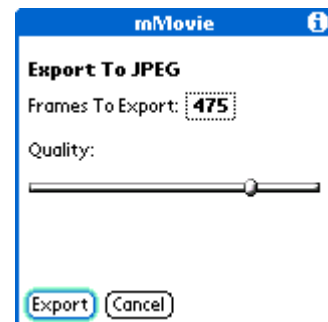 mMovie
Export To JPEG
Frames To Export: 475
Quality:
Export Cancel